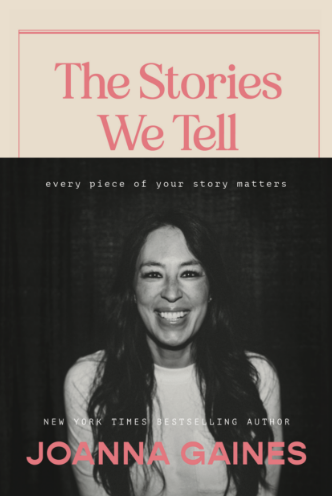 The Stories
We Tell
every piece of your story matters
NEW YORK TIMES BESTSELLING AUTHOR
JOANNA GAINES